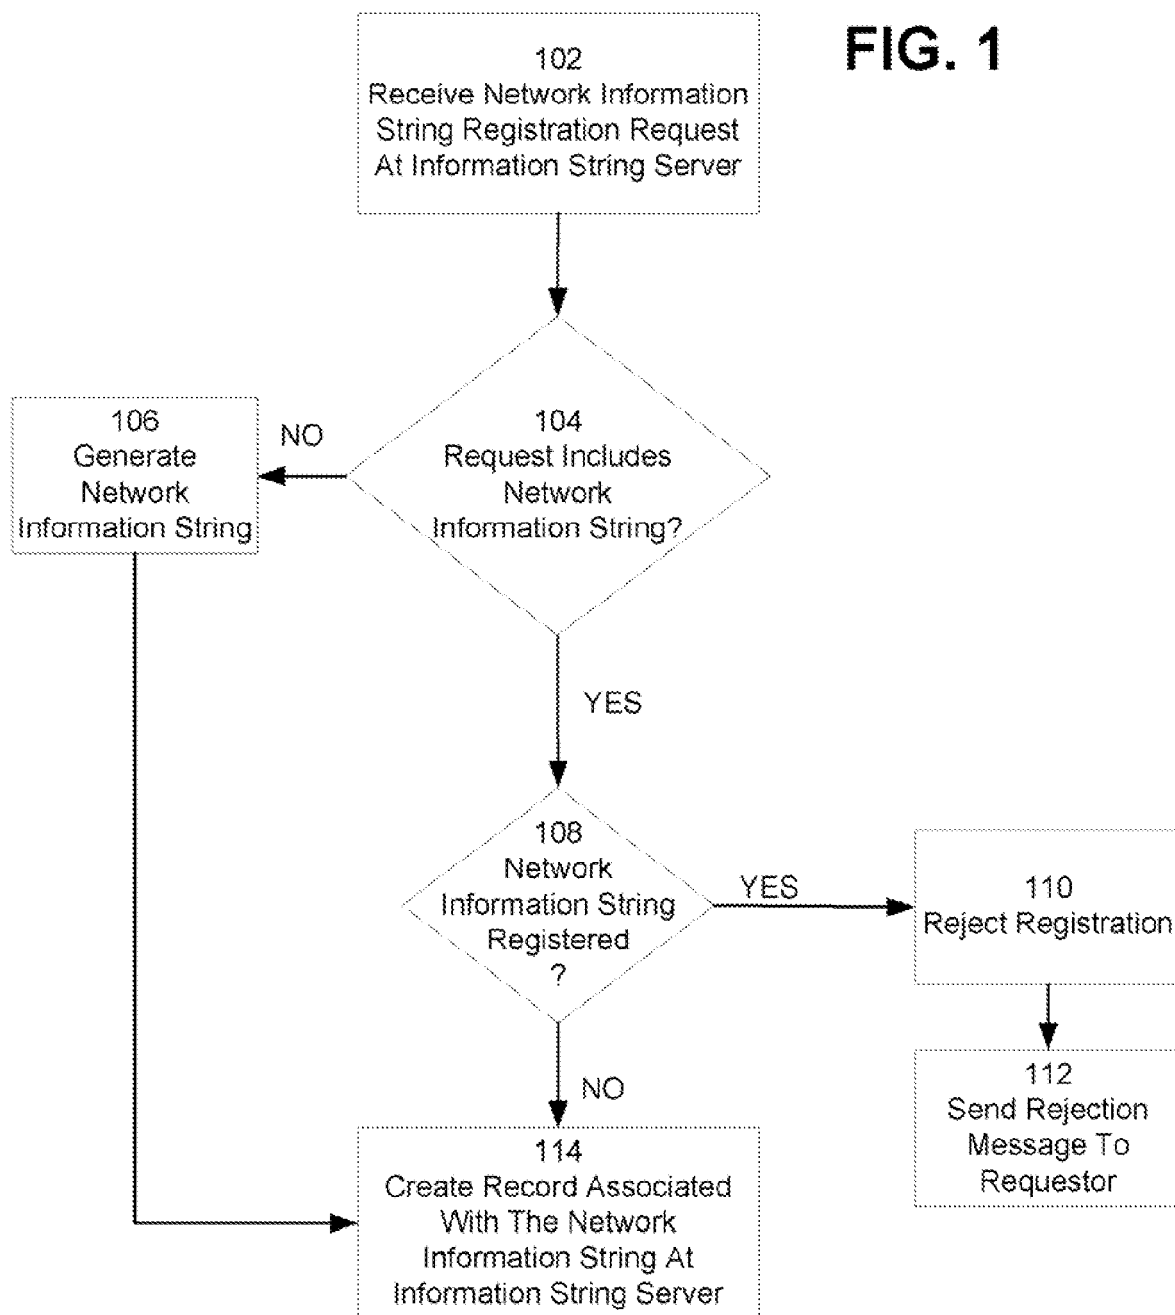 FIG. 1
102
Receive Network Information
String Registration Request
At Information String Server
104
Request Includes
Network
Information String?
NO
106
Generate
Network
Information String
YES
108
Network
Information String
Registered
?
YES
110
Reject Registration
112
Send Rejection
Message To
Requestor
NO
114
Create Record Associated
With The Network
Information String At
Information String Server